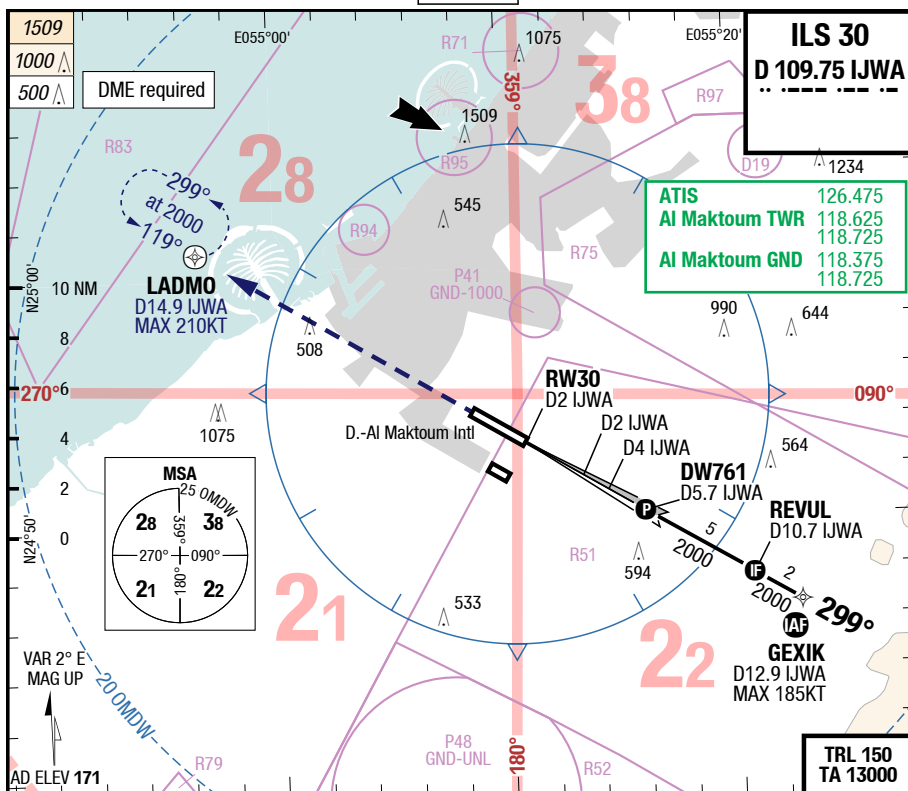 1509
1000
500
DME required
E055°00'
R71
1075
359°
38
E055°20'
R97
ILS 30
D 109.75 IJWA
R83
28
1509
R95
D19
1234
299°
at 2000
119°
R94
545
ATIS 126.475
Al Maktoum TWR 118.625
118.725
Al Maktoum GND 118.375
118.725
R75
P41
GND-1000
N25°00'
10 NM
LADMO
D14.9 IJWA
MAX 210KT
8
508
990
644
270°
6
090°
RW30
D2 IJWA
1075
4
D.-Al Maktoum Intl
D2 IJWA
D4 IJWA
564
2
DW761
D5.7 IJWA
P
REVUL
D10.7 IJWA
N24°50'
0
MSA
25 OMDW
28
38
359°
270°
090°
21
22
180°
5
2000
R51
594
IF
2
2000
299°
IAF
GEXIK
D12.9 IJWA
MAX 185KT
21
533
22
VAR 2° E
MAG UP
20 OMDW
P48
GND-UNL
180°
R79
R52
AD ELEV 171
TRL 150
TA 13000